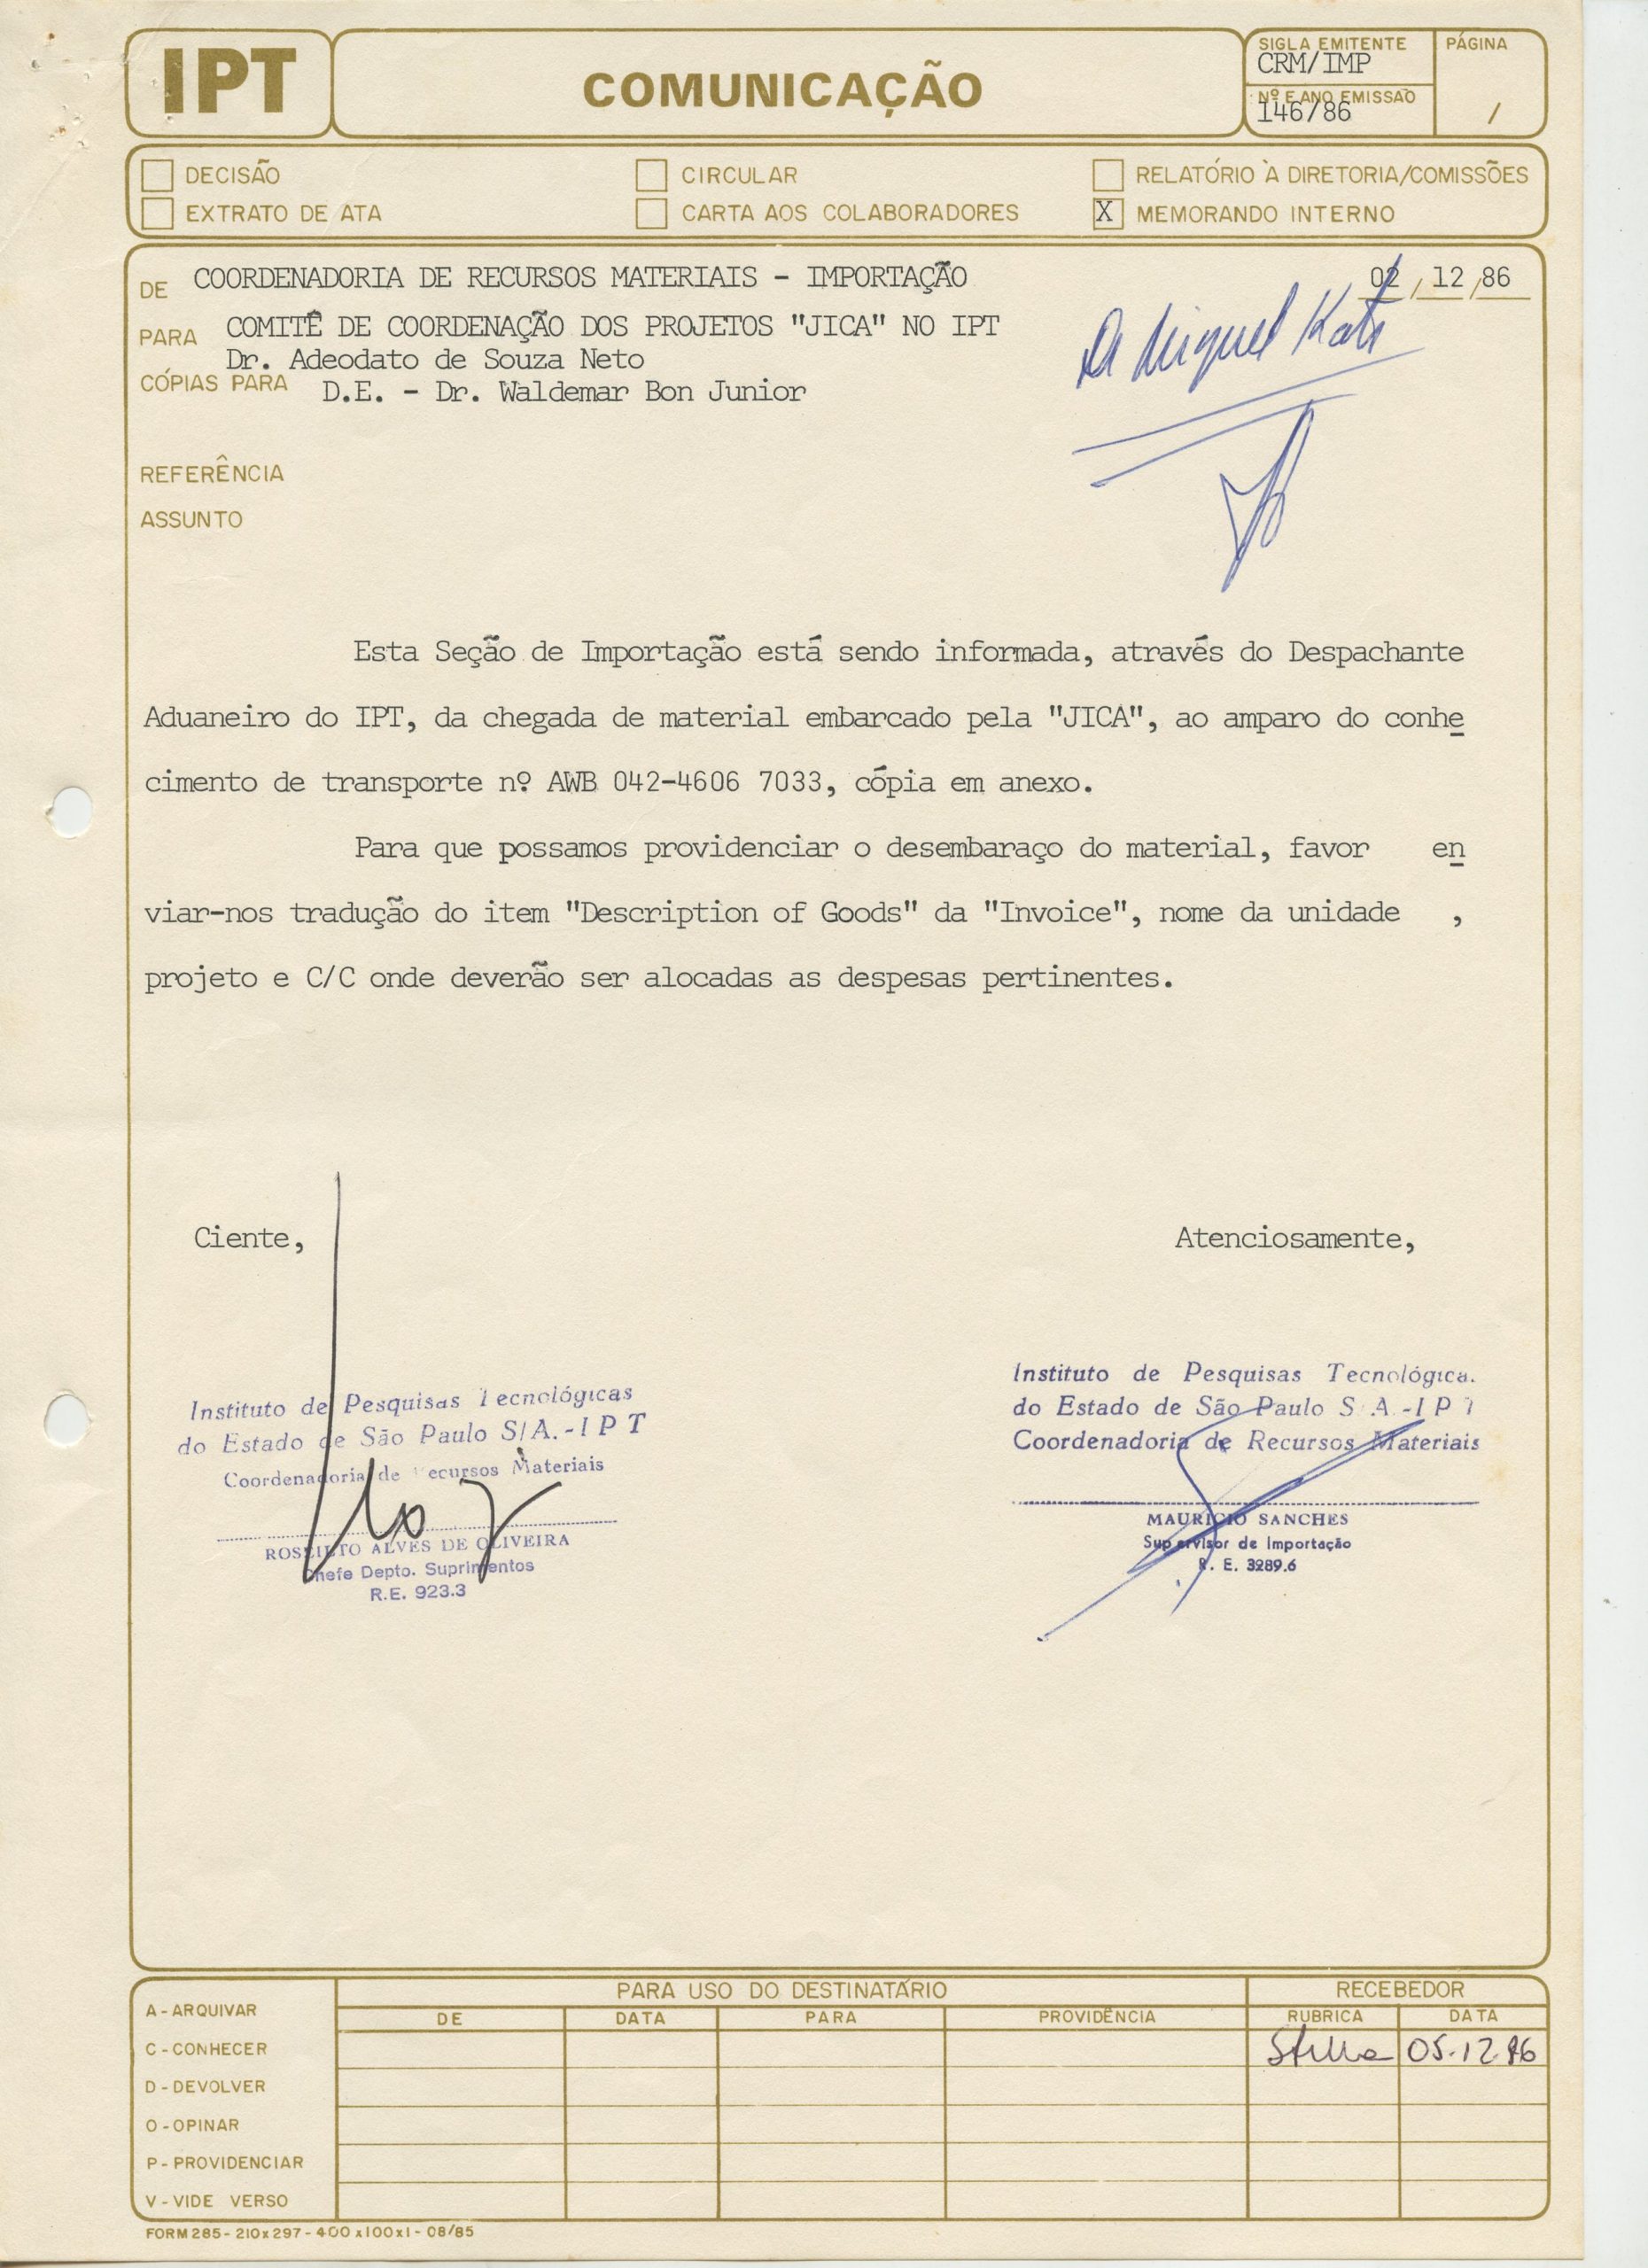 IPT
COMUNICAÇÃO
SIGLA EMITENTE
CRM/IMP
Nº E ANO EMISSÃO
146/86
PÁGINA
/
DECISÃO
CIRCULAR
RELATÓRIO À DIRETORIA/COMISSÕES
EXTRATO DE ATA
CARTA AOS COLABORADORES
X MEMORANDO INTERNO
DE COORDENADORIA DE RECURSOS MATERIAIS - IMPORTAÇÃO
02/12/86
PARA COMITÊ DE COORDENAÇÃO DOS PROJETOS "JICA" NO IPT
Dr. Adeodato de Souza Neto
CÓPIAS PARA D.E. - Dr. Waldemar Bon Junior
Miguel
REFERÊNCIA
ASSUNTO
Esta Seção de Importação está sendo informada, através do Despachante
Aduaneiro do IPT, da chegada de material embarcado pela "JICA", ao amparo do conhe
cimento de transporte nº AWB 042-4606 7033, cópia em anexo.
Para que possamos providenciar o desembaraço do material, favor en
viar-nos tradução do item "Description of Goods" da "Invoice", nome da unidade ,
projeto e C/C onde deverão ser alocadas as despesas pertinentes.
Ciente,
Atenciosamente,
Instituto de Pesquisas Tecnológicas
do Estado de São Paulo S/A.-IPT
Coordenadoria de Recursos Materiais
ALVES DE OLIVEIRA
Chefe Depto. Suprimentos
R.E. 923.3
Instituto de Pesquisas Tecnológica.
do Estado de São Paulo S.A.-IPT
Coordenadoria de Recursos Materiais
MAURICIO SANCHES
Supervisor de Importação
R. E. 3289.6
A - ARQUIVAR
C - CONHECER
D - DEVOLVER
O - OPINAR
P - PROVIDENCIAR
V - VIDE VERSO
PARA USO DO DESTINATÁRIO
RECEBEDOR
DE
DATA
PARA
PROVIDÊNCIA
RUBRICA
DATA
05.12.86
FORM 285 - 210x297 - 400x100x1 - 08/85